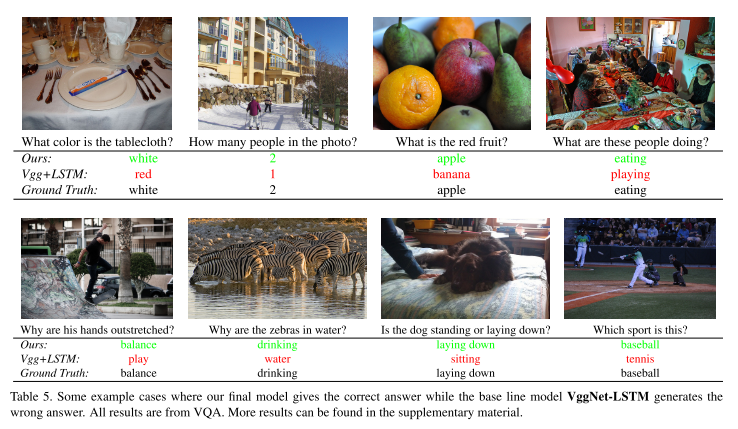 What color is the tablecloth? How many people in the photo? What is the red fruit? What are these people doing?
Ours: white 2 apple eating
Vgg+LSTM: red 1 banana playing
Ground Truth: white 2 apple eating
Why are his hands outstretched? Why are the zebras in water? Is the dog standing or laying down? Which sport is this?
Ours: balance drinking laying down baseball
Vgg+LSTM: play water sitting tennis
Ground Truth: balance drinking laying down baseball
Table 5. Some example cases where our final model gives the correct answer while the base line model VggNet-LSTM generates the
wrong answer. All results are from VQA. More results can be found in the supplementary material.